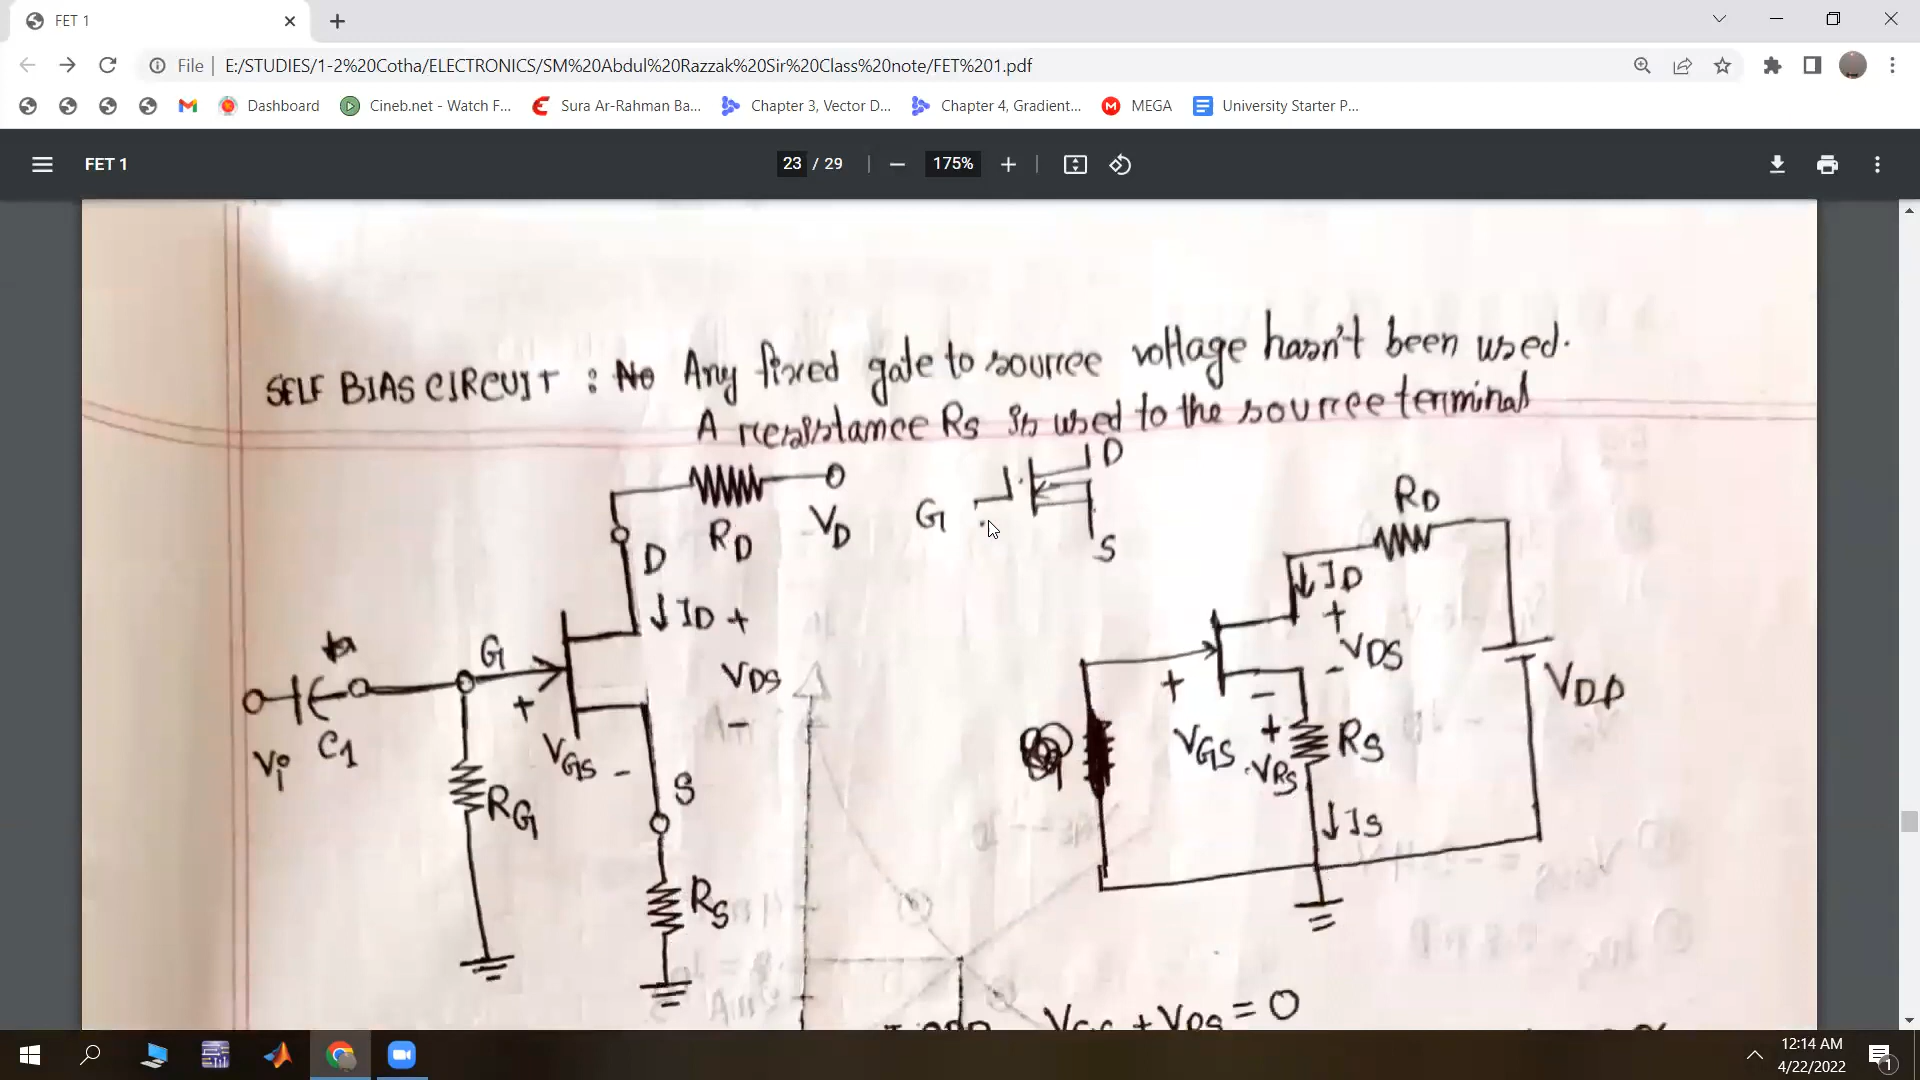 FET 1
File
E:/STUDIES/1-2%20Cotha/ELECTRONICS/SM%20Abdul%20Razzak%20Sir%20Class%20note/FET%201.pdf
Dashboard
Cineb.net - Watch F...
Sura Ar-Rahman Ba...
Chapter 3, Vector D...
Chapter 4, Gradient...
MEGA
University Starter P...
FET 1
23 / 29
175%
SELF BIAS CIRCUIT : No Any fixed gate to source voltage hasn't been used.
A resistance Rs is used to the source terminal
RD
VD
D
ID +
VDS
-
G
+
VGS -
S
Vi
C1
RG
RS
G
D
S
RD
ID
+
VDS
-
+
VGS
-
+
VRS
RS
IS
VDD
= 0
12:14 AM
4/22/2022
1